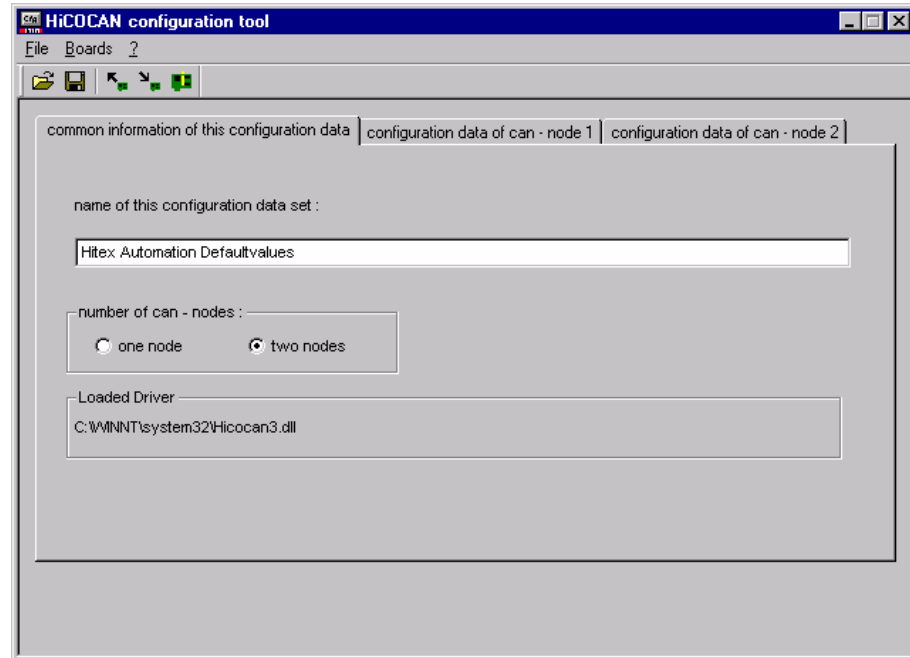 HiCOCAN configuration tool
File Boards ?
common information of this configuration data configuration data of can - node 1 configuration data of can - node 2
name of this configuration data set :
Hitex Automation Defaultvalues
number of can - nodes :
one node two nodes
Loaded Driver
C:\WINNT\system32\Hicocan3.dll